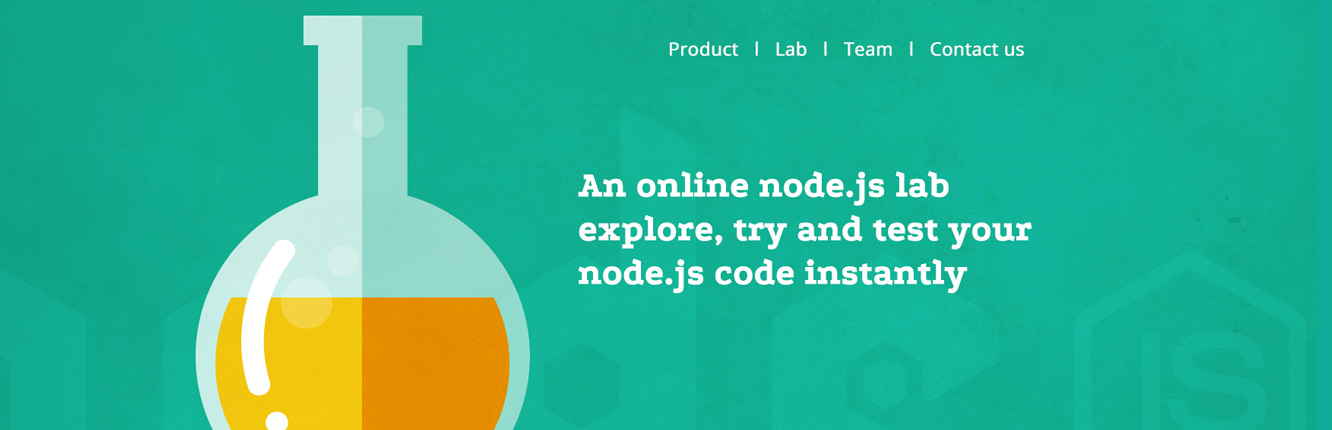 Product | Lab | Team | Contact us
An online node.js lab
explore, try and test your
node.js code instantly
JS